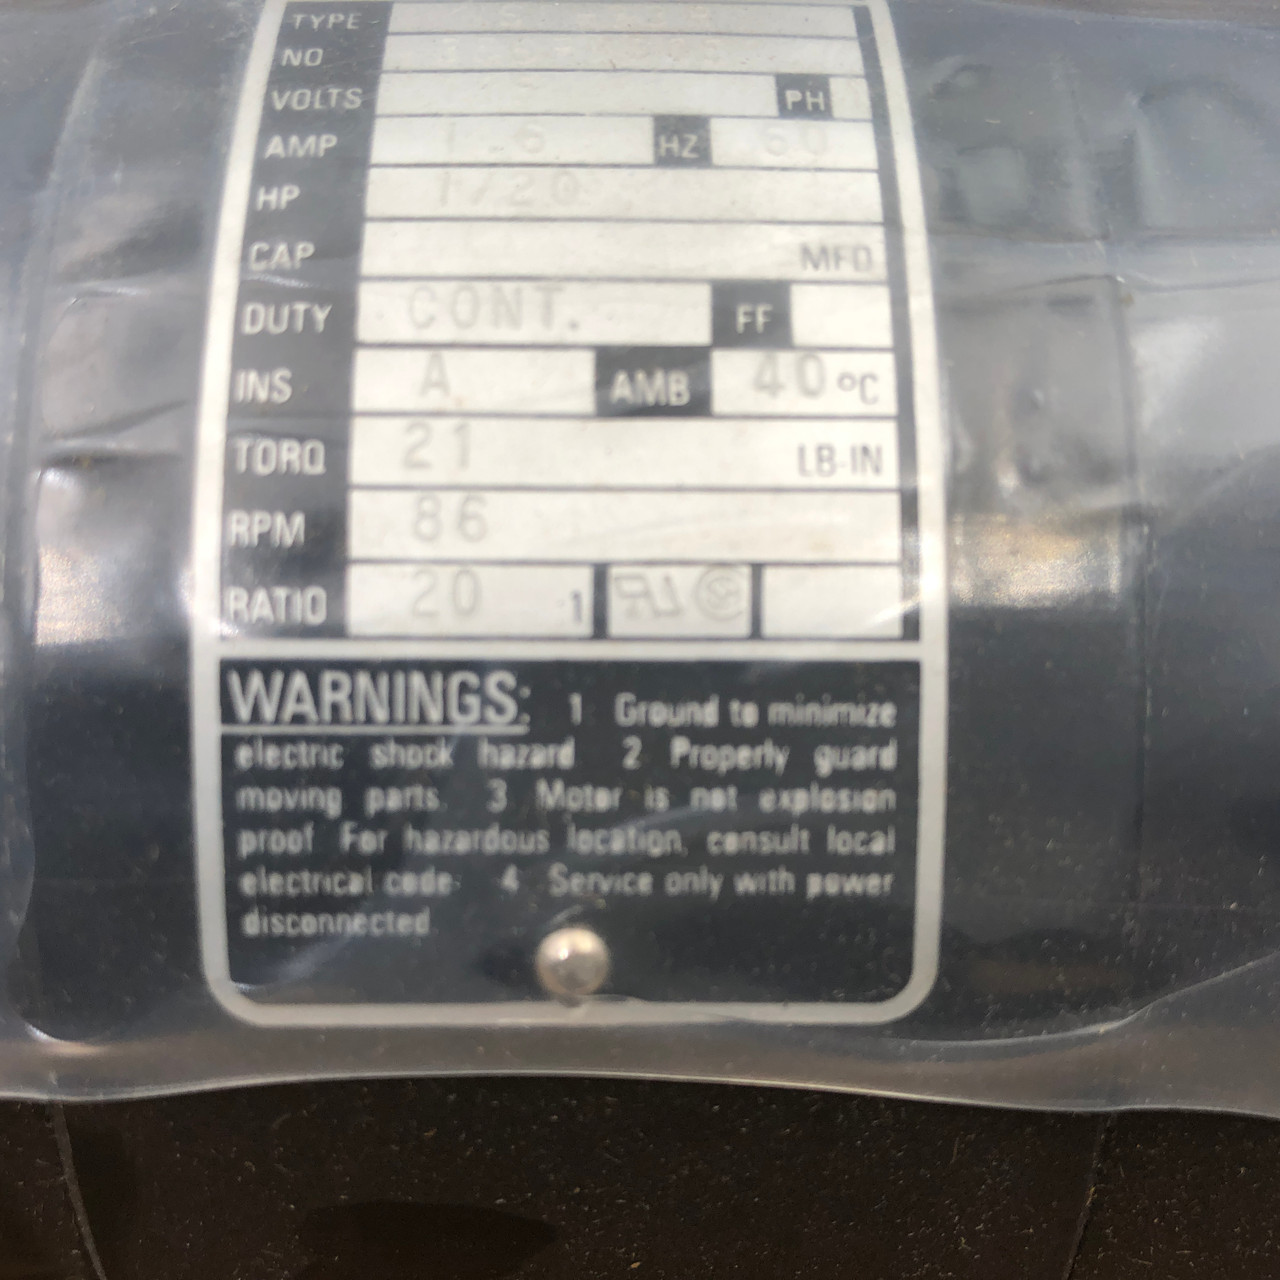 TYPE
NO
VOLTS PH
AMP 1.6 HZ 60
HP 1/20
CAP MFD
DUTY CONT. FF
INS A AMB 40 °C
TORQ 21 LB-IN
RPM 86
RATIO 20 :1
WARNINGS: 1 Ground to minimize
electric shock hazard 2 Properly guard
moving parts. 3 Motor is not explosion
proof For hazardous location, consult local
electrical code. 4 Service only with power
disconnected.